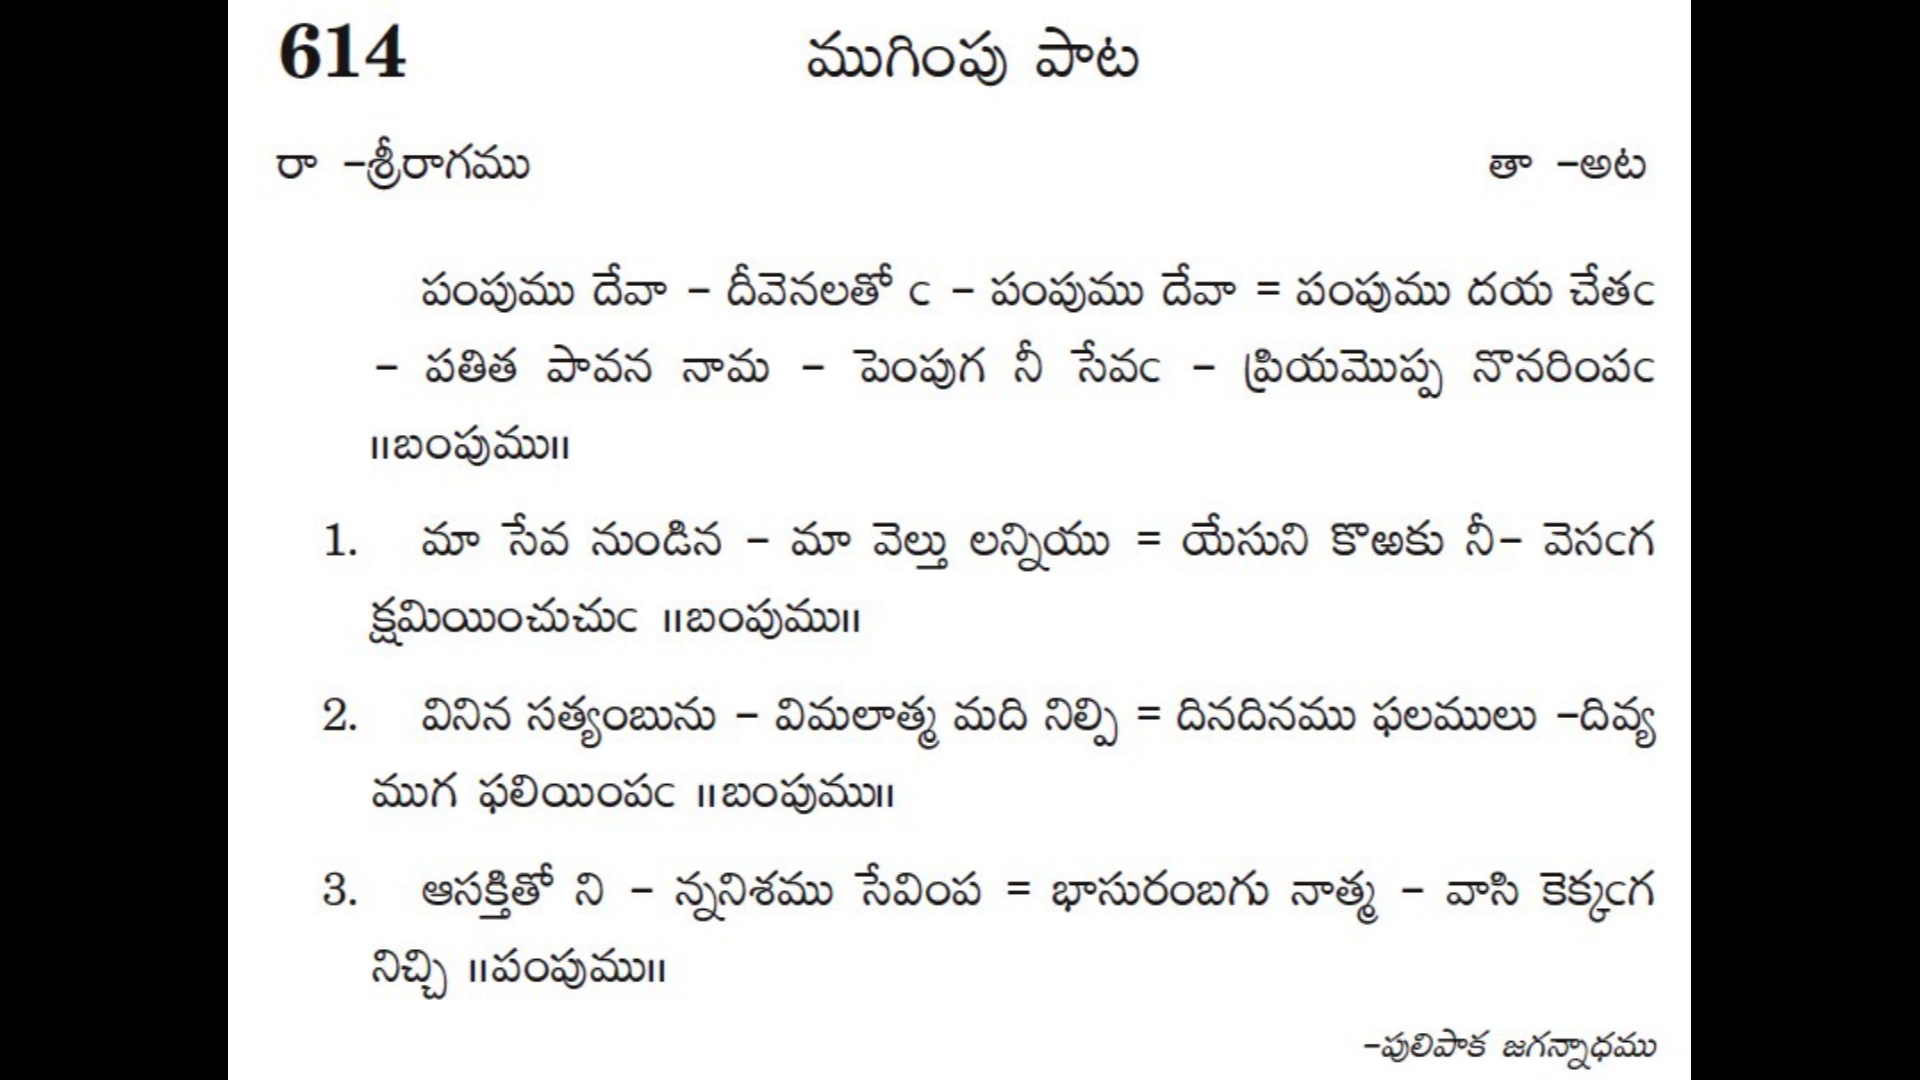 614 ముగింపు పాట
రా -శ్రీరాగము తా -అట
పంపుము దేవా - దీవెనలతో ఁ - పంపుము దేవా = పంపుము దయ చేతఁ
- పతిత పావన నామ - పెంపుగ నీ సేవఁ - ప్రియమొప్ప నొనరింపఁ
॥బంపుము॥
1. మా సేవ నుండిన - మా వెల్తు లన్నియు = యేసుని కొఱకు నీ- వెసఁగ
క్షమియించుచుఁ ॥బంపుము॥
2. వినిన సత్యంబును - విమలాత్మ మది నిల్పి = దినదినము ఫలములు -దివ్య
ముగ ఫలియింపఁ ॥బంపుము॥
3. ఆసక్తితో ని - న్ననిశము సేవింప = భాసురంబగు నాత్మ - వాసి కెక్కఁగ
నిచ్చి ॥పంపుము॥
-పులిపాక జగన్నాధము